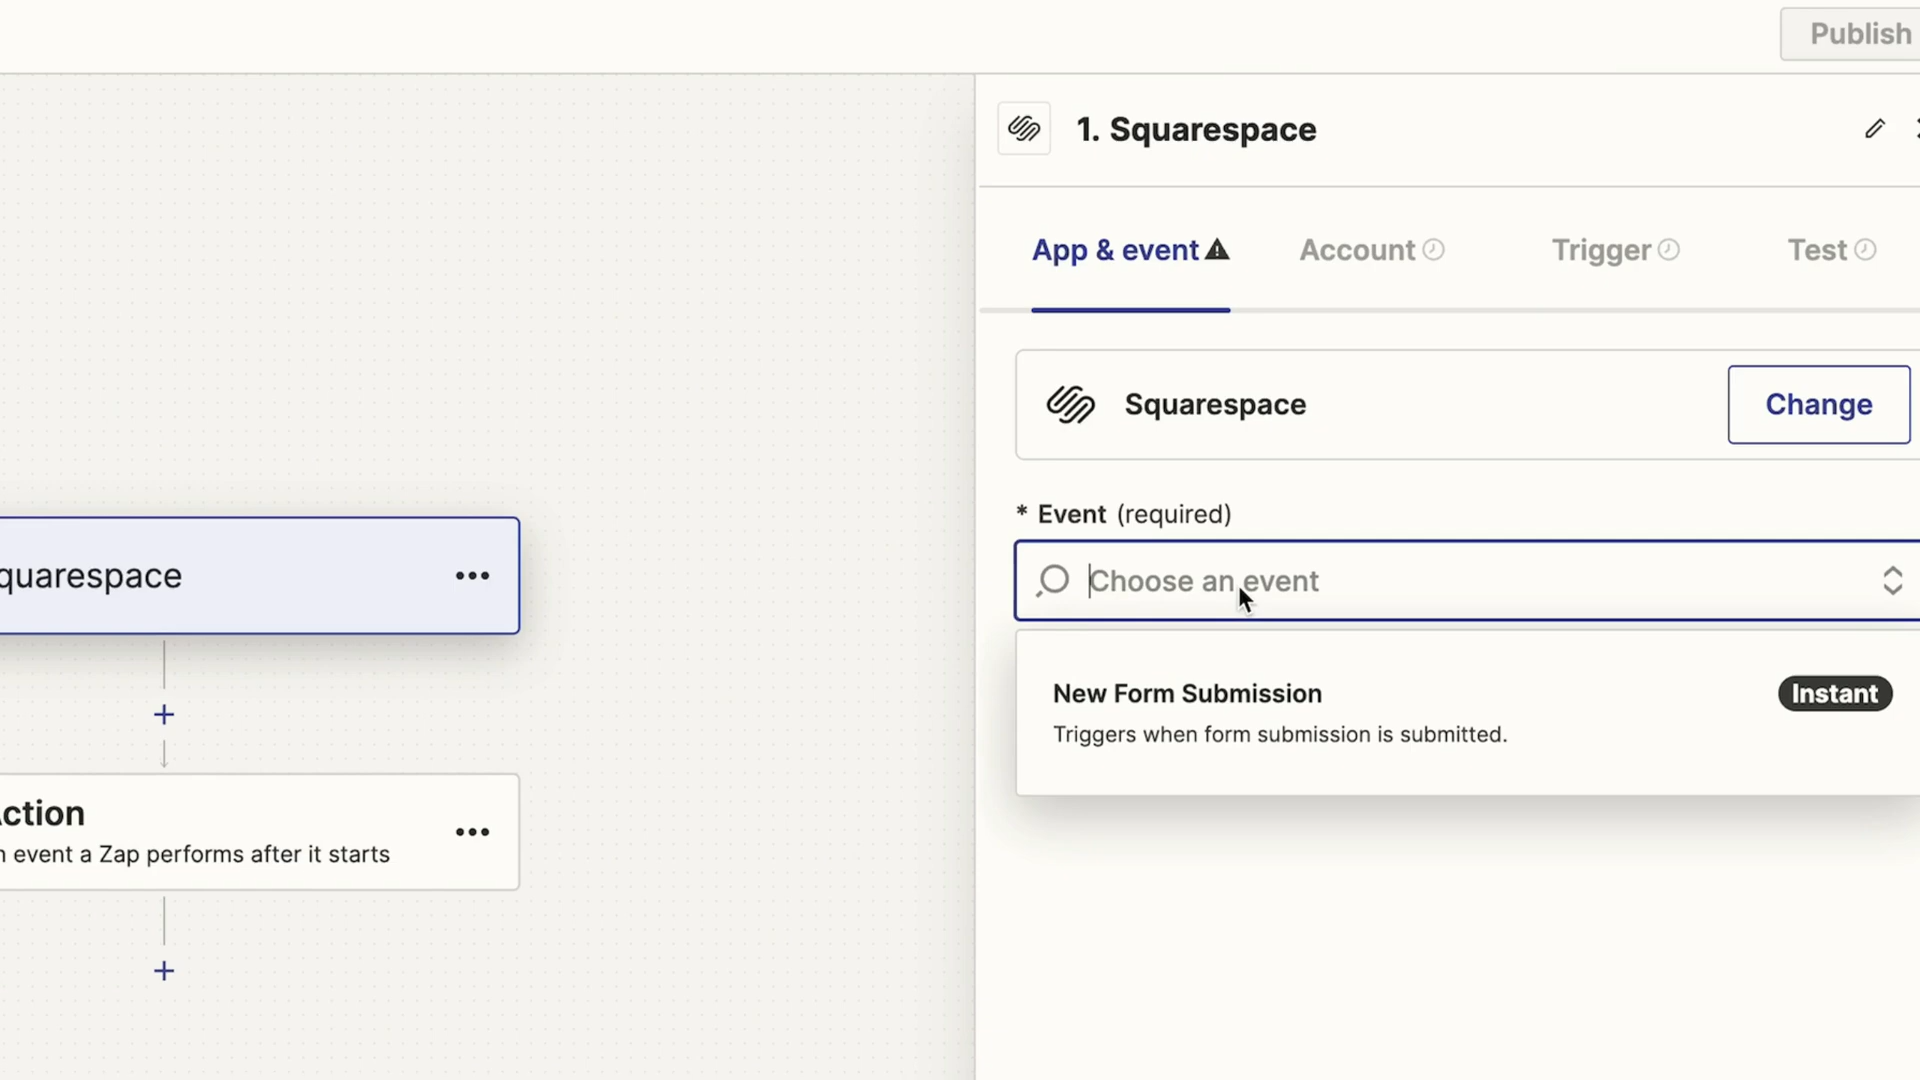 Publish
1. Squarespace
App & event
Account
Trigger
Test
Squarespace
Change
* Event (required)
Choose an event
New Form Submission
Instant
Triggers when form submission is submitted.
quarespace
ction
event a Zap performs after it starts